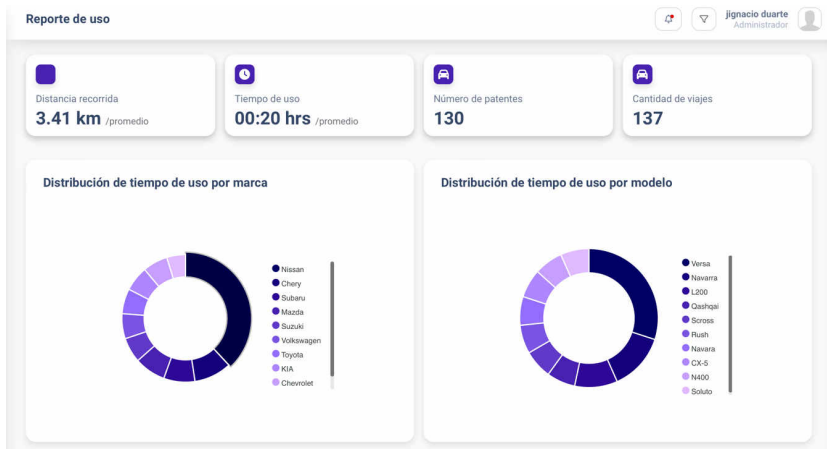 Reporte de uso
jignacio duarte
Administrador
Distancia recorrida
3.41 km /promedio
Tiempo de uso
00:20 hrs /promedio
Número de patentes
130
Cantidad de viajes
137
Distribución de tiempo de uso por marca
Nissan
Chery
Subaru
Mazda
Suzuki
Volkswagen
Toyota
KIA
Chevrolet
Distribución de tiempo de uso por modelo
Versa
Navarra
L200
Qashqai
Scross
Rush
Navara
CX-5
N400
Soluto